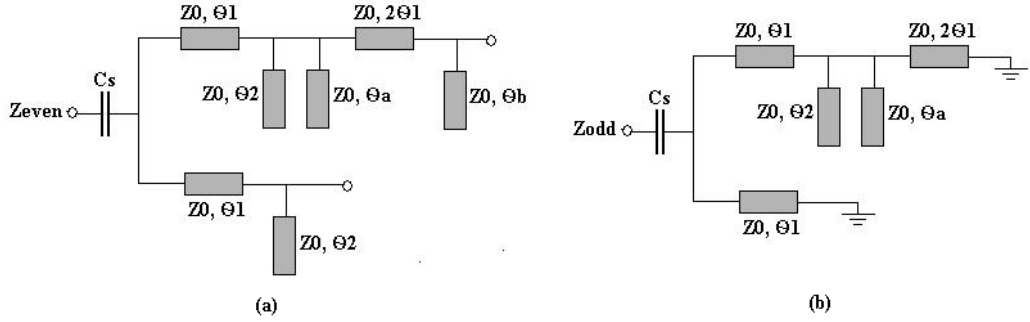 Z0, Θ1
Z0, 2Θ1
Cs
Zeven
Z0, Θ2
Z0, Θa
Z0, Θb
Z0, Θ1
Z0, Θ2
(a)
Z0, Θ1
Z0, 2Θ1
Cs
Zodd
Z0, Θ2
Z0, Θa
Z0, Θ1
(b)